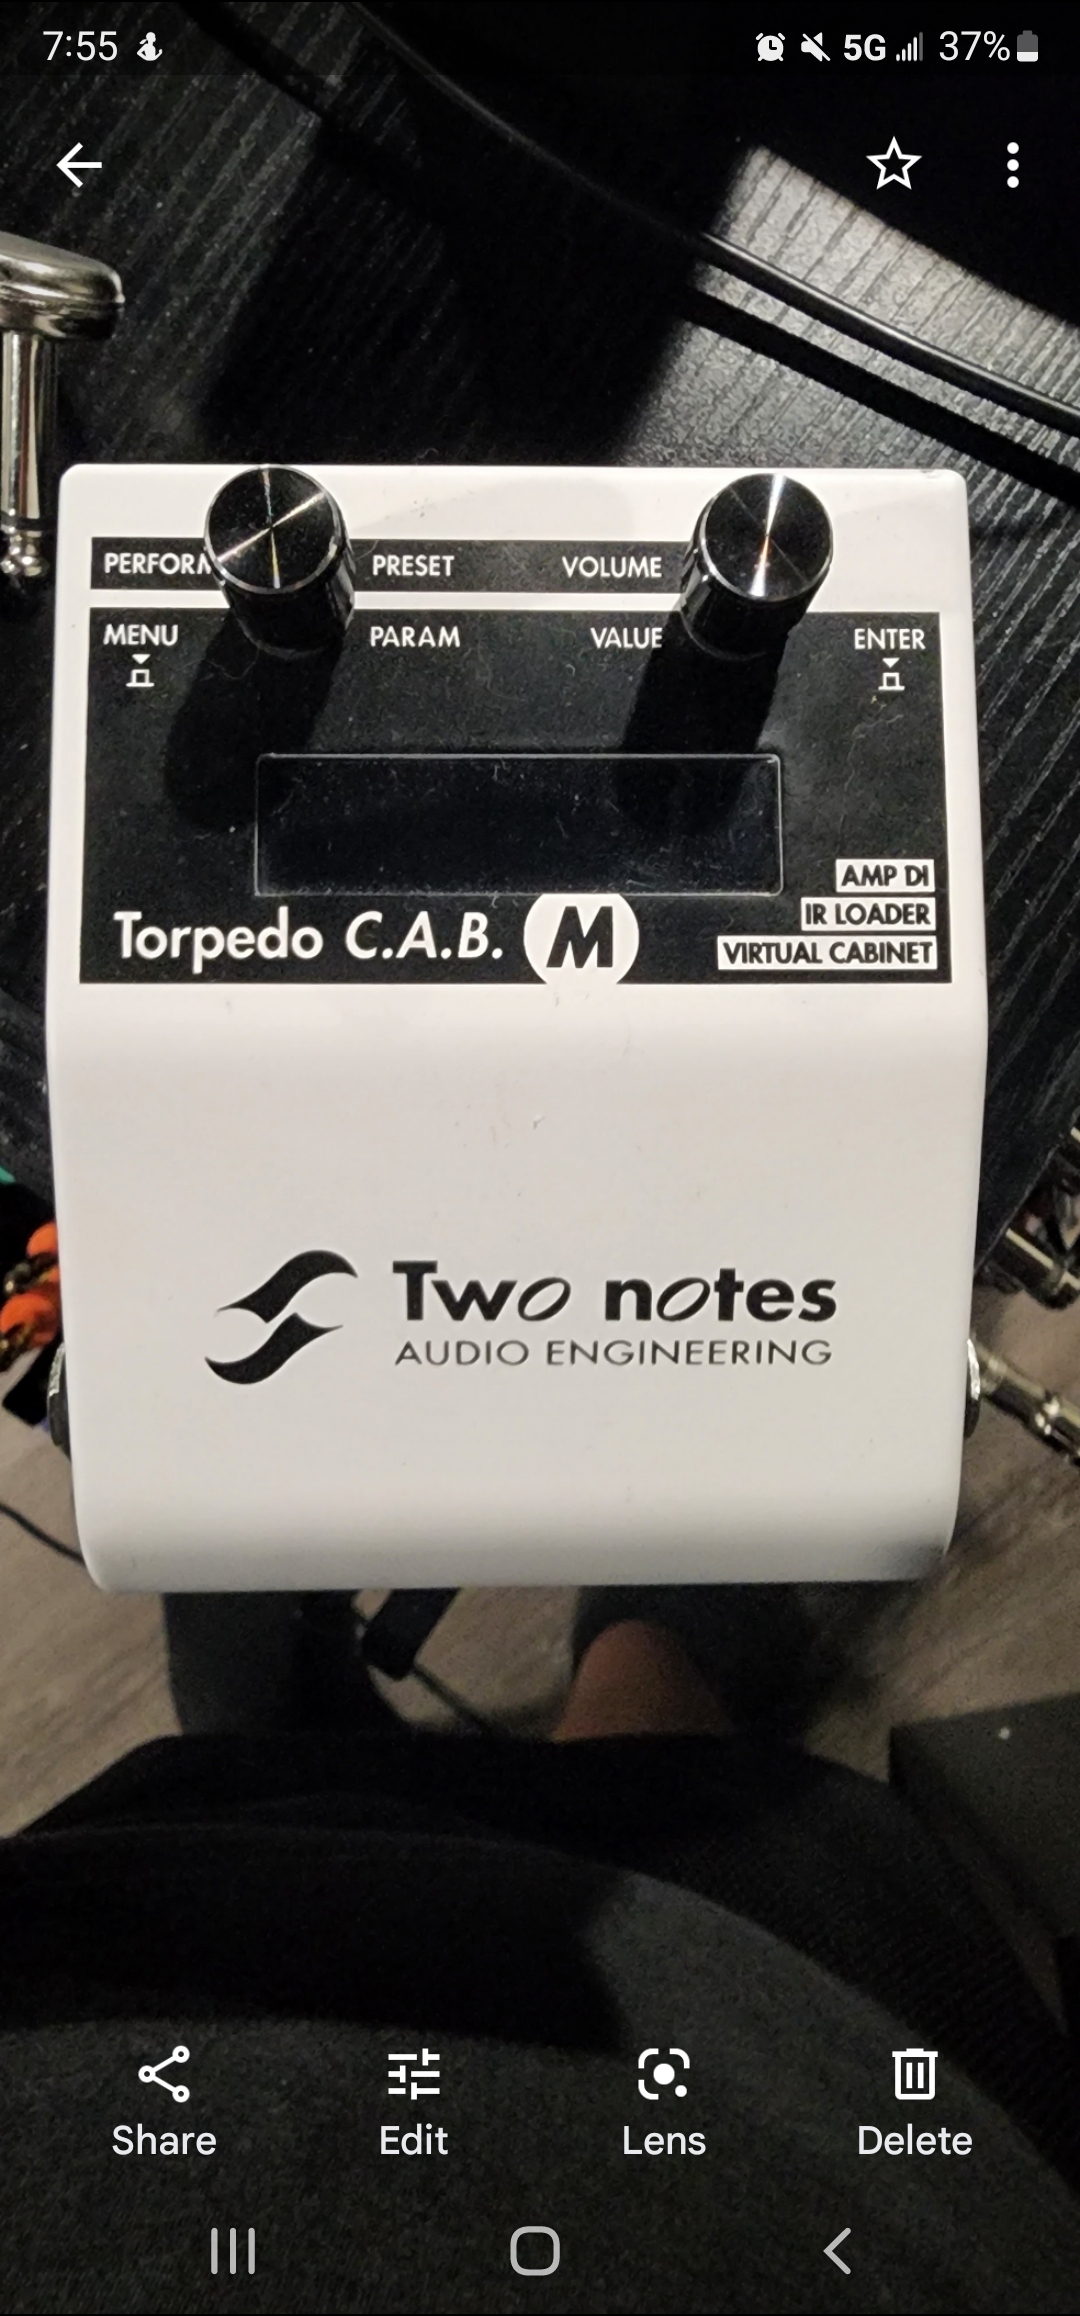 7:55 5G 37%
PERFORM PRESET VOLUME
MENU PARAM VALUE ENTER
AMP DI
IR LOADER
VIRTUAL CABINET
Torpedo C.A.B. M
Two notes
AUDIO ENGINEERING
Share Edit Lens Delete